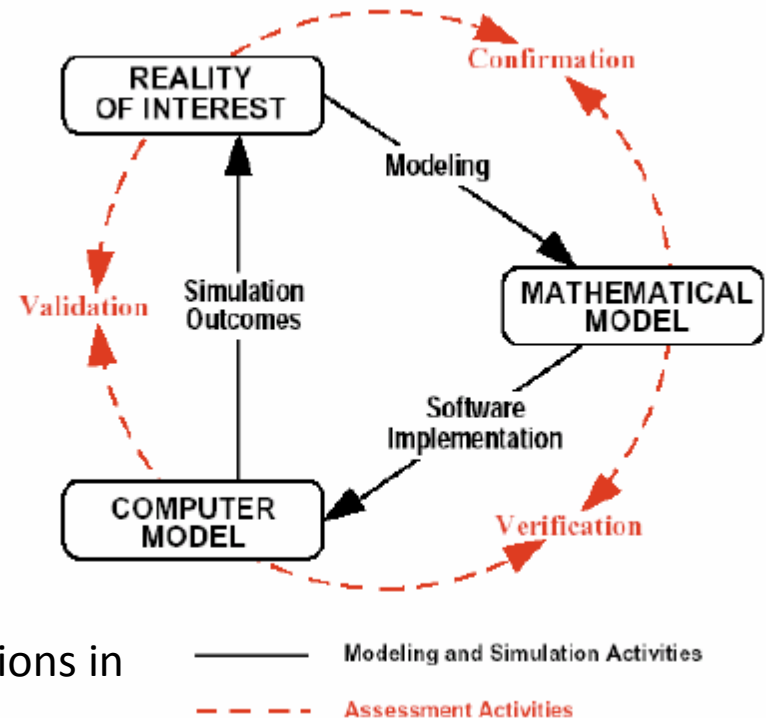 REALITY
OF INTEREST
Confirmation
Modeling
Validation
Simulation
Outcomes
MATHEMATICAL
MODEL
Software
Implementation
COMPUTER
MODEL
Verification
ions in
Modeling and Simulation Activities
Assessment Activities